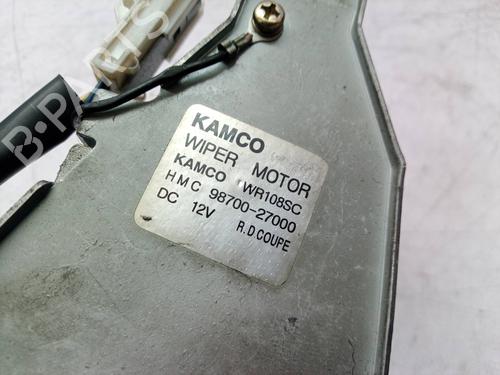 B-PARTS
KAMCO
WIPER MOTOR
KAMCO WR108SC
HMC 98700-27000
DC 12V R.D COUPE